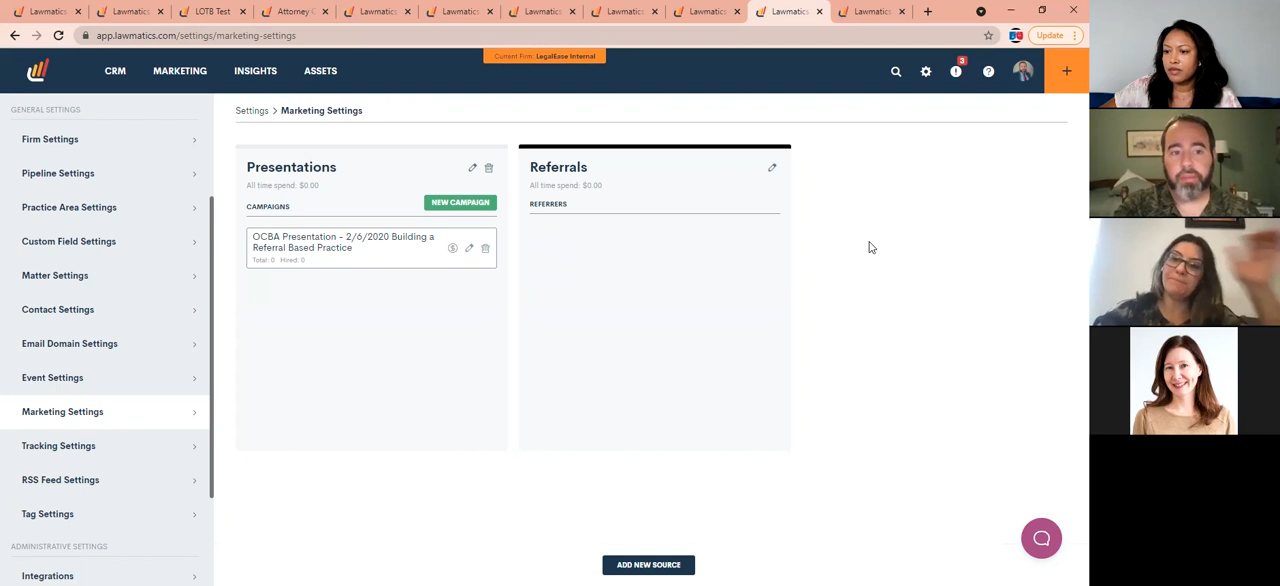 Lawmatics
Lawmatics
LOTB Test
Attorney C
Lawmatics
Lawmatics
Lawmatics
Lawmatics
Lawmatics
Lawmatics
Lawmatics
app.lawmatics.com/settings/marketing-settings
Update
Current Firm: LegalEase Internal
CRM
MARKETING
INSIGHTS
ASSETS
3
GENERAL SETTINGS
Firm Settings
Pipeline Settings
Practice Area Settings
Custom Field Settings
Matter Settings
Contact Settings
Email Domain Settings
Event Settings
Marketing Settings
Tracking Settings
RSS Feed Settings
Tag Settings
ADMINISTRATIVE SETTINGS
Integrations
Settings > Marketing Settings
Presentations
All time spend: $0.00
CAMPAIGNS
NEW CAMPAIGN
OCBA Presentation - 2/6/2020 Building a
Referral Based Practice
Total: 0 Hired: 0
Referrals
All time spend: $0.00
REFERRERS
ADD NEW SOURCE